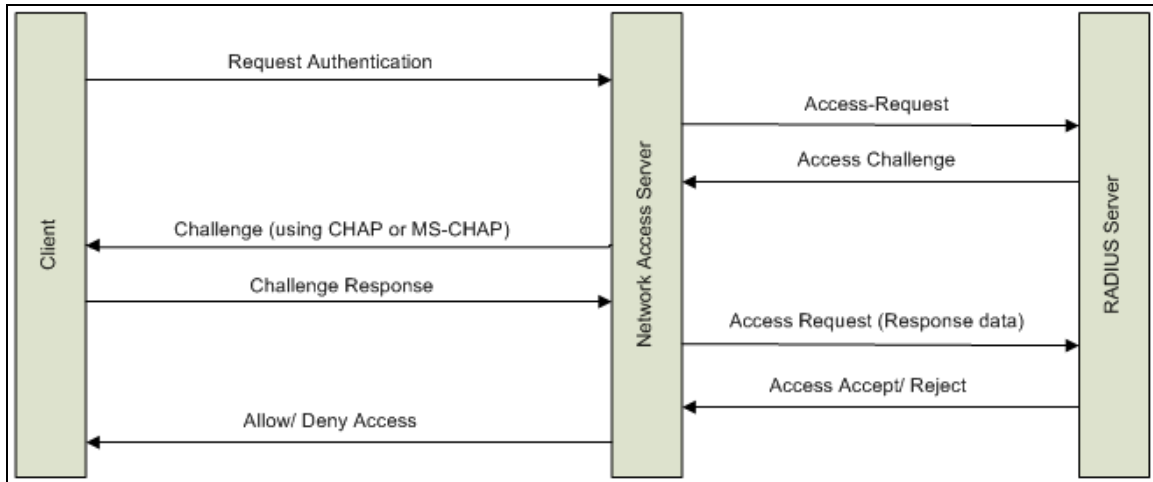 Request Authentication
Access-Request
Access Challenge
Challenge (using CHAP or MS-CHAP)
Challenge Response
Access Request (Response data)
Access Accept/ Reject
Allow/ Deny Access
Client
Network Access Server
RADIUS Server